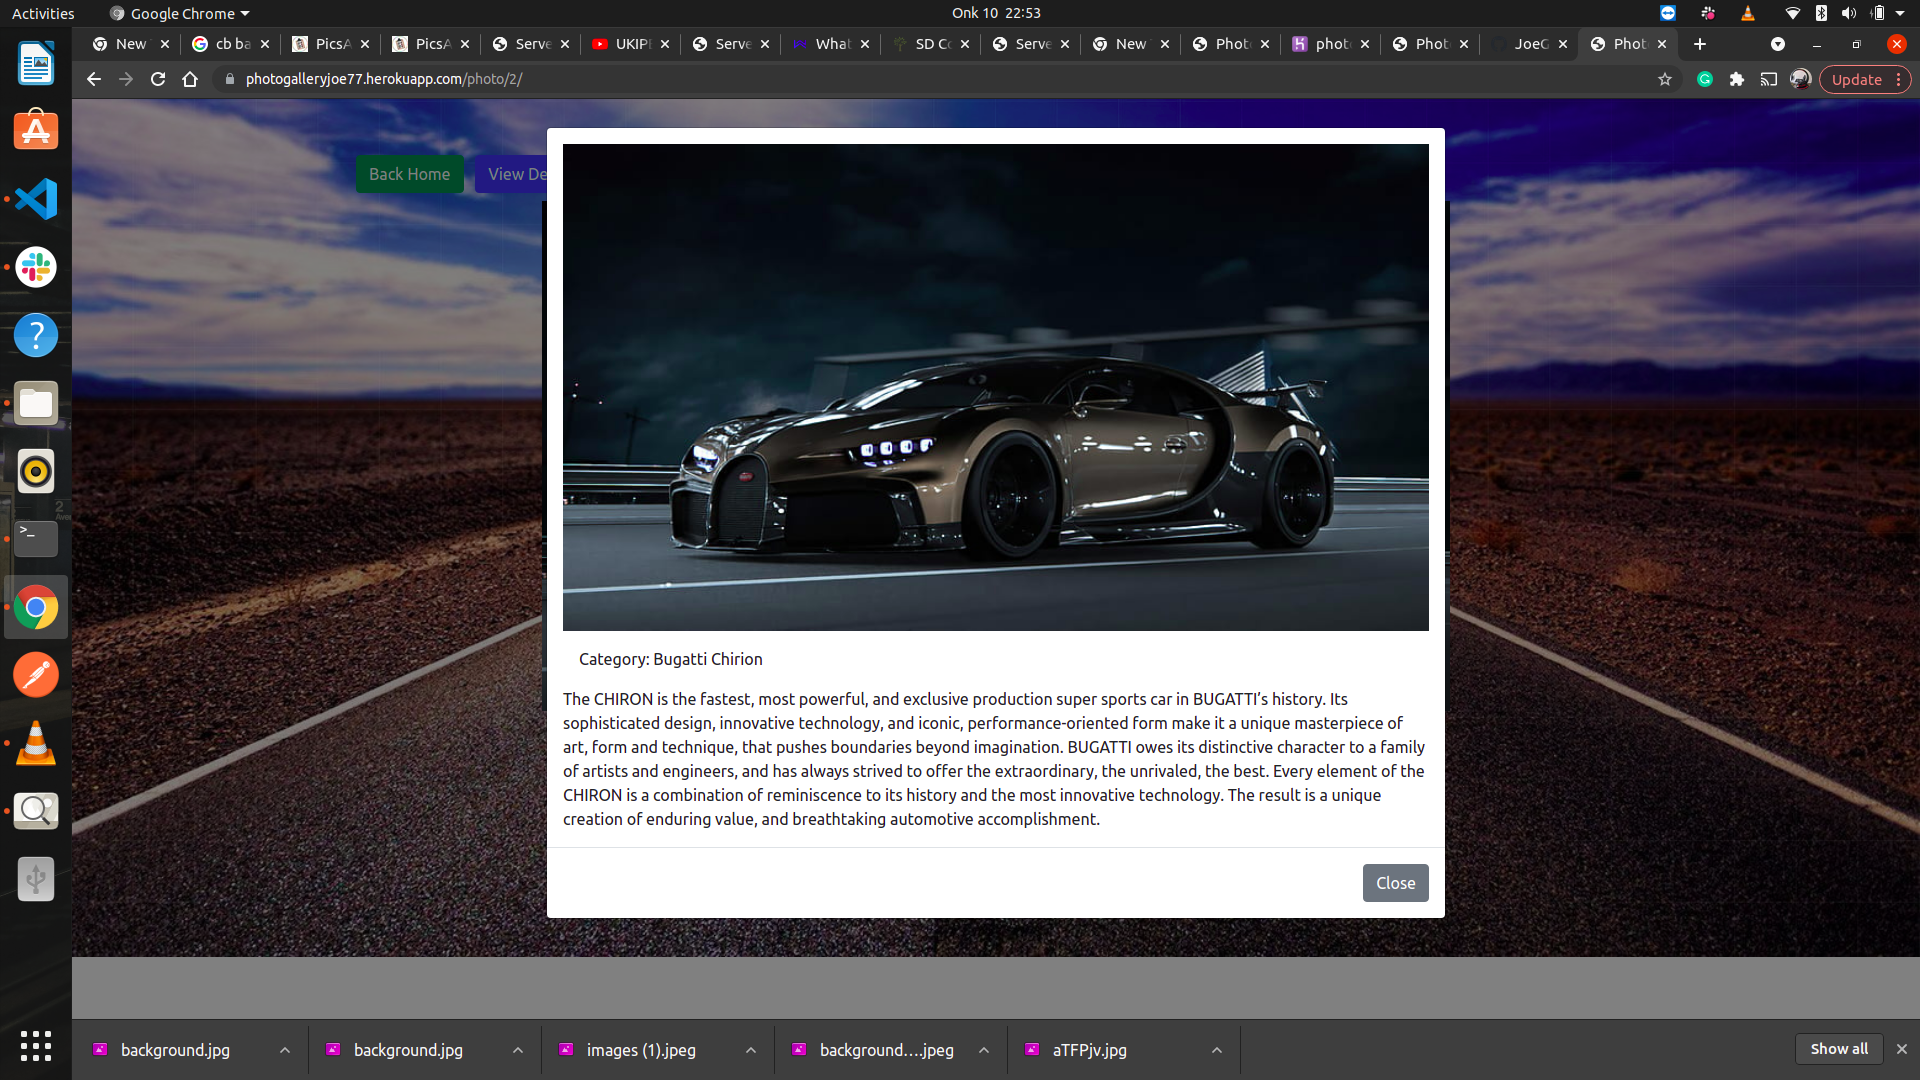 Activities
Google Chrome
Onk 10 22:53
New
cb ba
PicsA
PicsA
Serve
UKIPE
Serve
What
SD Co
Serve
New
Phot
phot
Phot
JoeG
Phot
photogalleryjoe77.herokuapp.com/photo/2/
Update
Back Home
View De
Category: Bugatti Chirion
The CHIRON is the fastest, most powerful, and exclusive production super sports car in BUGATTI’s history. Its
sophisticated design, innovative technology, and iconic, performance-oriented form make it a unique masterpiece of
art, form and technique, that pushes boundaries beyond imagination. BUGATTI owes its distinctive character to a family
of artists and engineers, and has always strived to offer the extraordinary, the unrivaled, the best. Every element of the
CHIRON is a combination of reminiscence to its history and the most innovative technology. The result is a unique
creation of enduring value, and breathtaking automotive accomplishment.
Close
background.jpg
background.jpg
images (1).jpeg
background....jpeg
aTFPjv.jpg
Show all